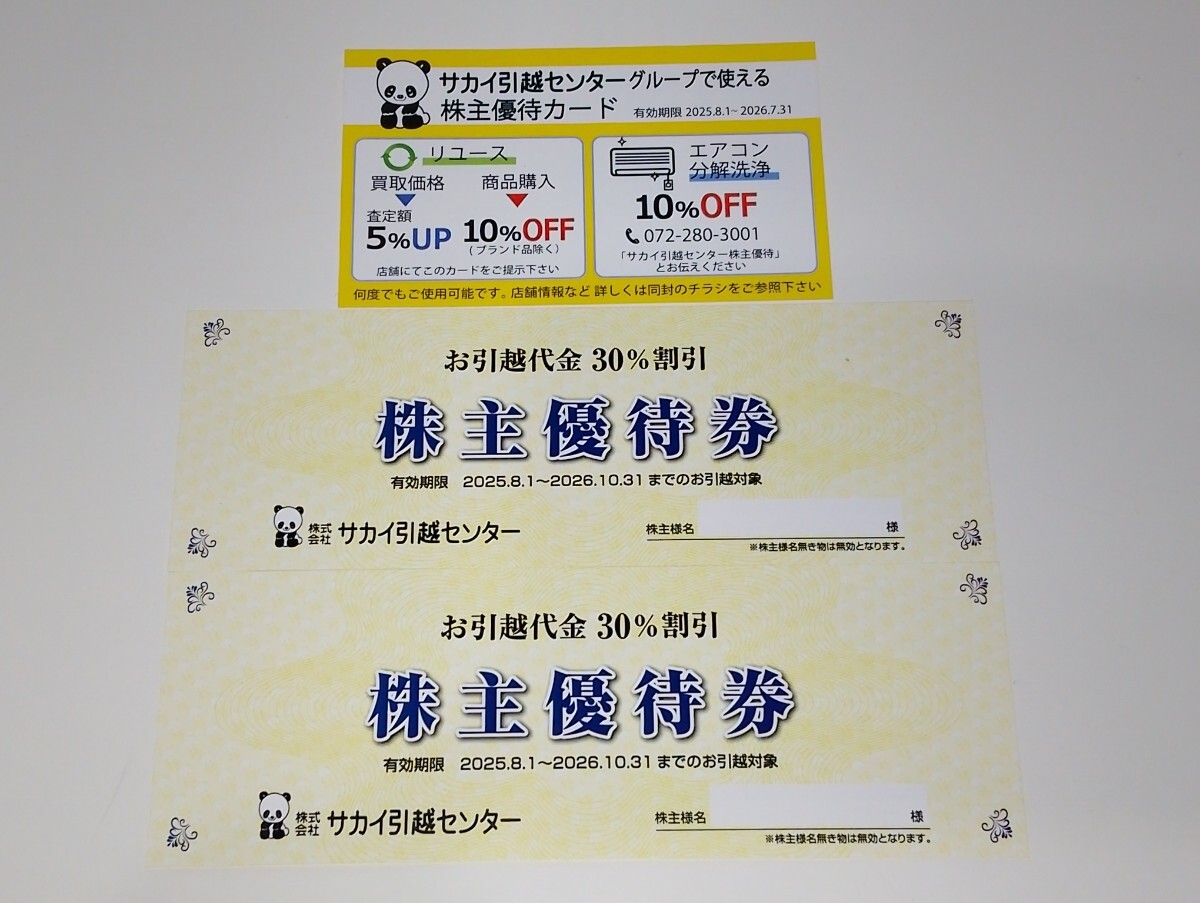 サカイ引越センターグループで使える
株主優待カード 有効期限 2025.8.1~2026.7.31
リユース
買取価格 商品購入
査定額
5%UP 10%OFF
(ブランド品除く)
店舗にてこのカードをご提示下さい
エアコン
分解洗浄
10%OFF
072-280-3001
「サカイ引越センター株主優待」
とお伝えください
何度でもご使用可能です。店舗情報など 詳しくは同封のチラシをご参照下さい
お引越代金 30%割引
株主優待券
有効期限 2025.8.1～2026.10.31 までのお引越対象
株式会社 サカイ引越センター
株主様名 様
※株主様名無き物は無効となります。
お引越代金 30%割引
株主優待券
有効期限 2025.8.1～2026.10.31 までのお引越対象
株式会社 サカイ引越センター
株主様名 様
※株主様名無き物は無効となります。